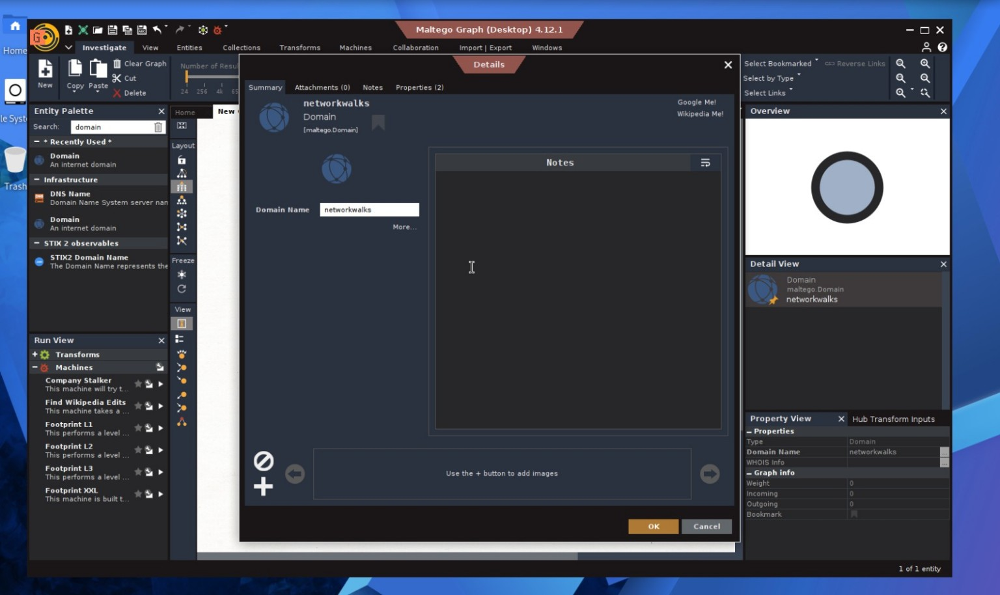 Maltego Graph (Desktop) 4.12.1
Home
Investigate
View
Entities
Collections
Transforms
Machines
Collaboration
Import | Export
Windows
New
Copy
Paste
Clear Graph
Cut
Delete
Number of Resul
24 256 4k 65
Select Bookmarked
Reverse Links
Select by Type
Select Links
Entity Palette
Search: domain
* Recently Used *
Domain
An internet domain
Infrastructure
DNS Name
Domain Name System server nan
Domain
An internet domain
STIX 2 observables
STIX2 Domain Name
The Domain Name represents the
Run View
Transforms
Machines
Company Stalker
This machine will try t...
Find Wikipedia Edits
This machine takes a ...
Footprint L1
This performs a level ...
Footprint L2
This performs a level ...
Footprint L3
This performs a level ...
Footprint XXL
This machine is built t...
Home
New
Layout
Freeze
View
Details
Summary
Attachments (0)
Notes
Properties (2)
networkwalks
Domain
[maltego.Domain]
Google Me!
Wikipedia Me!
Domain Name networkwalks
More...
Notes
Use the + button to add images
OK
Cancel
Overview
Detail View
Domain
maltego.Domain
networkwalks
Property View
Hub Transform Inputs
Properties
Type Domain
Domain Name networkwalks
WHOIS Info
Graph info
Weight 0
Incoming 0
Outgoing 0
Bookmark
1 of 1 entity
le Syst
Trash